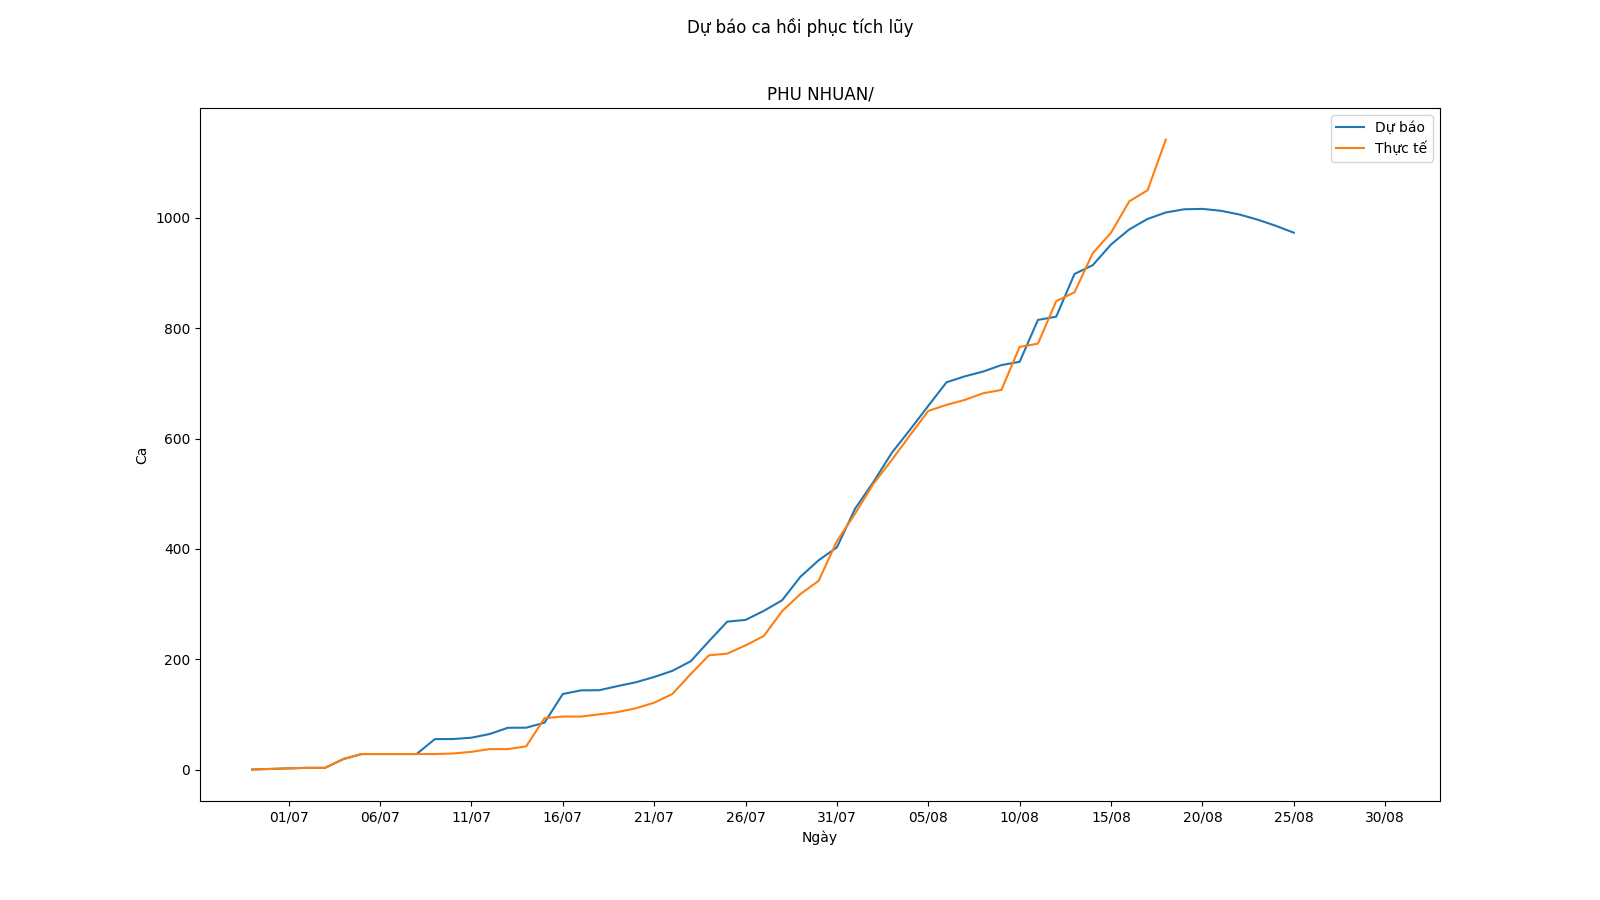 Dự báo ca hồi phục tích lũy
PHU NHUAN/
Dự báo
Thực tế
1000
800
600
400
200
0
Ca
01/07 06/07 11/07 16/07 21/07 26/07 31/07 05/08 10/08 15/08 20/08 25/08 30/08
Ngày